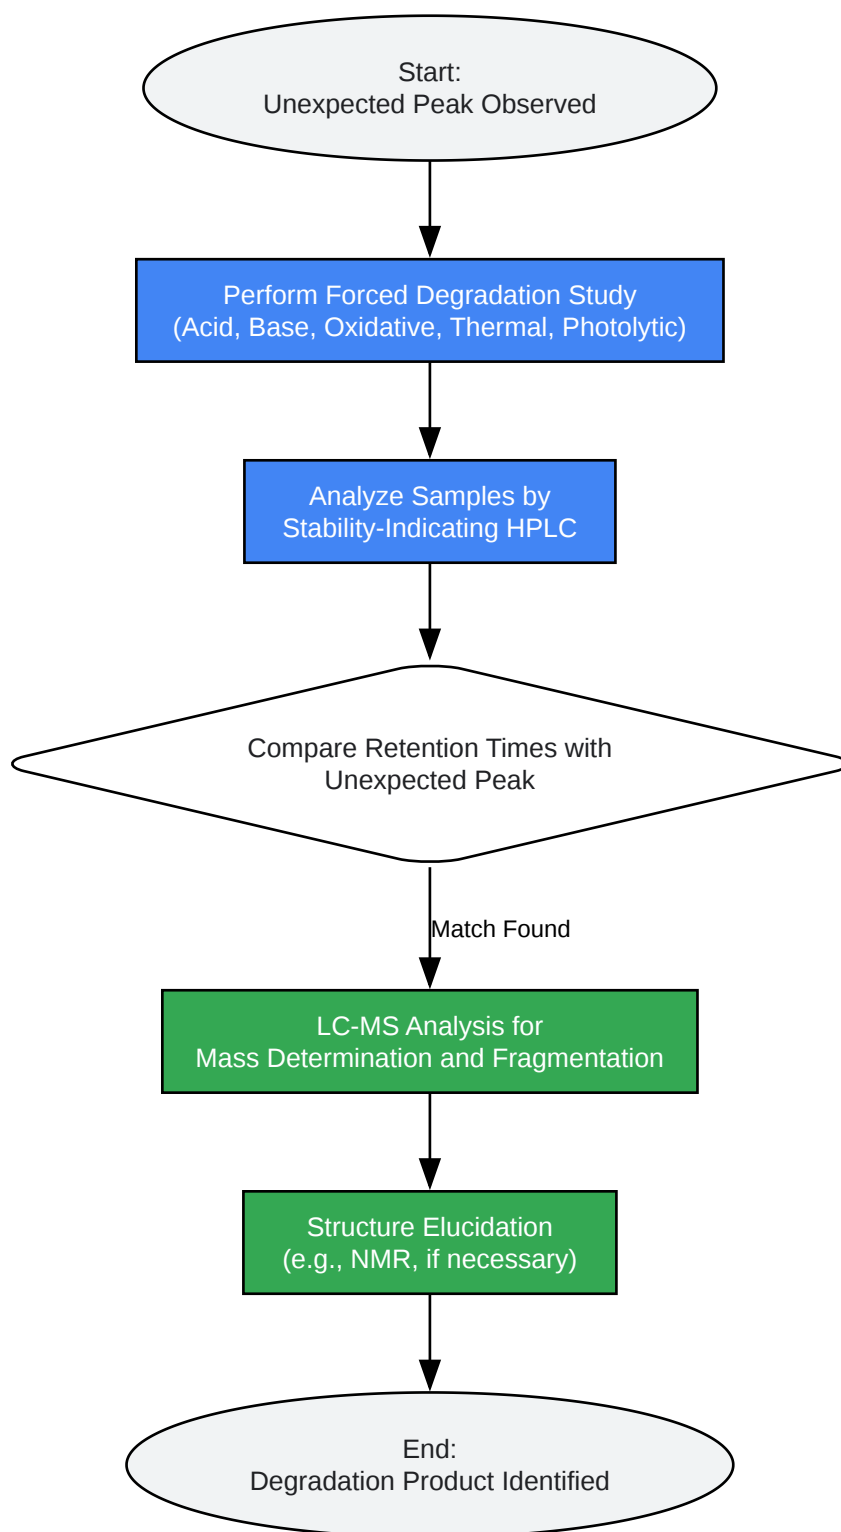 Start:
Unexpected Peak Observed
Perform Forced Degradation Study
(Acid, Base, Oxidative, Thermal, Photolytic)
Analyze Samples by
Stability-Indicating HPLC
Compare Retention Times with
Unexpected Peak
Match Found
LC-MS Analysis for
Mass Determination and Fragmentation
Structure Elucidation
(e.g., NMR, if necessary)
End:
Degradation Product Identified